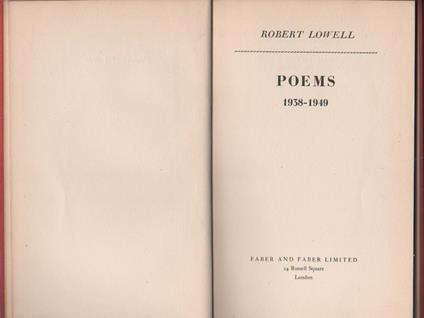 ROBERT LOWELL
POEMS
1938-1949
FABER AND FABER LIMITED
24 Russell Square
London